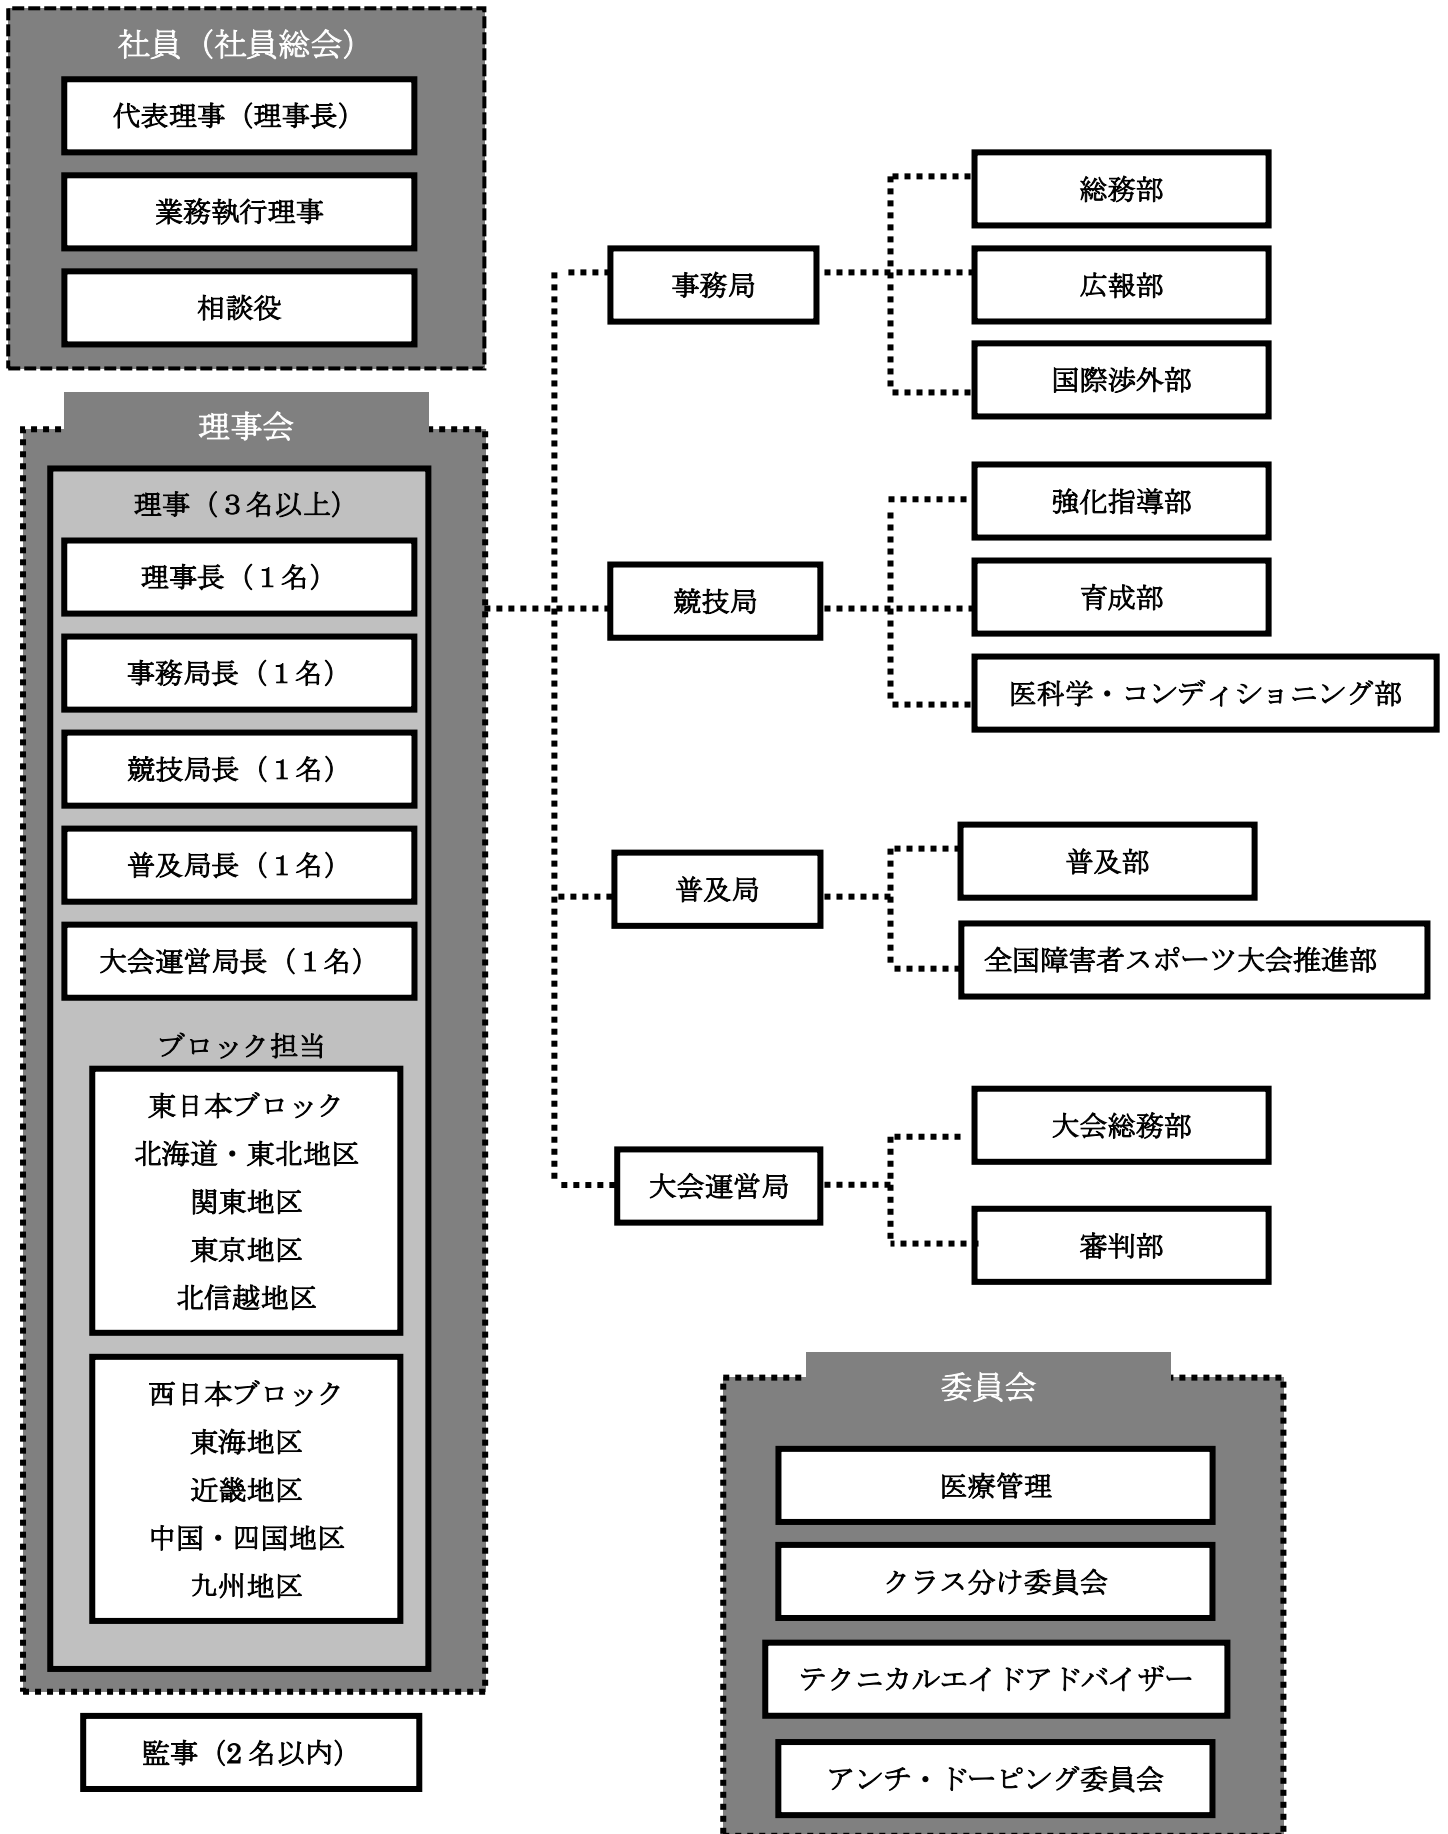 社員（社員総会）
代表理事（理事長）
業務執行理事
相談役
理事会
理事（３名以上）
理事長（１名）
事務局長（１名）
競技局長（１名）
普及局長（１名）
大会運営局長（１名）
ブロック担当
東日本ブロック
北海道・東北地区
関東地区
東京地区
北信越地区
西日本ブロック
東海地区
近畿地区
中国・四国地区
九州地区
監事（２名以内）
事務局
総務部
広報部
国際渉外部
競技局
強化指導部
育成部
医科学・コンディショニング部
普及局
普及部
全国障害者スポーツ大会推進部
大会運営局
大会総務部
審判部
委員会
医療管理
クラス分け委員会
テクニカルエイドアドバイザー
アンチ・ドーピング委員会